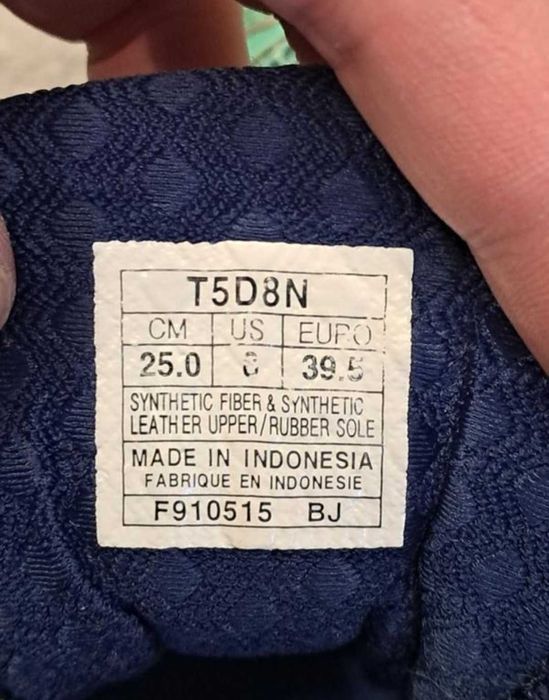 T5D8N
CM US EURO
25.0 39.5
SYNTHETIC FIBER & SYNTHETIC
LEATHER UPPER/RUBBER SOLE
MADE IN INDONESIA
FABRIQUE EN INDONESIE
F910515 BJ